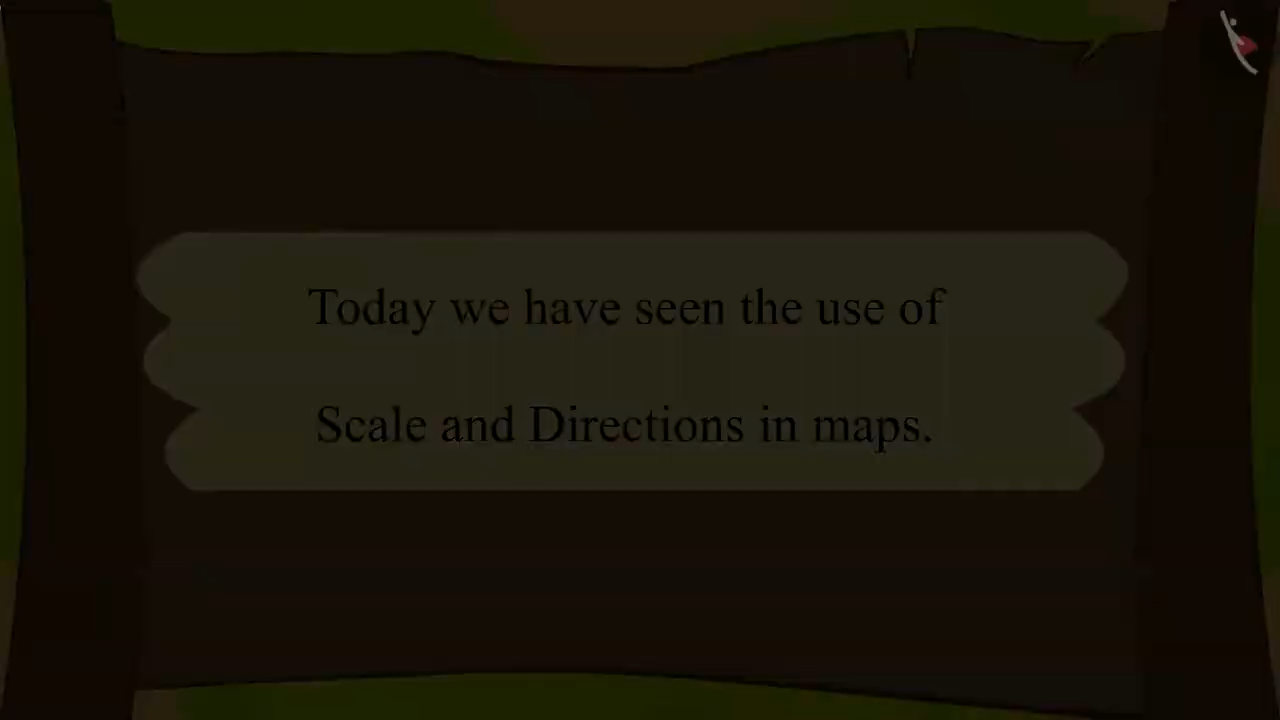 Today we have seen the use of
Scale and Directions in maps.